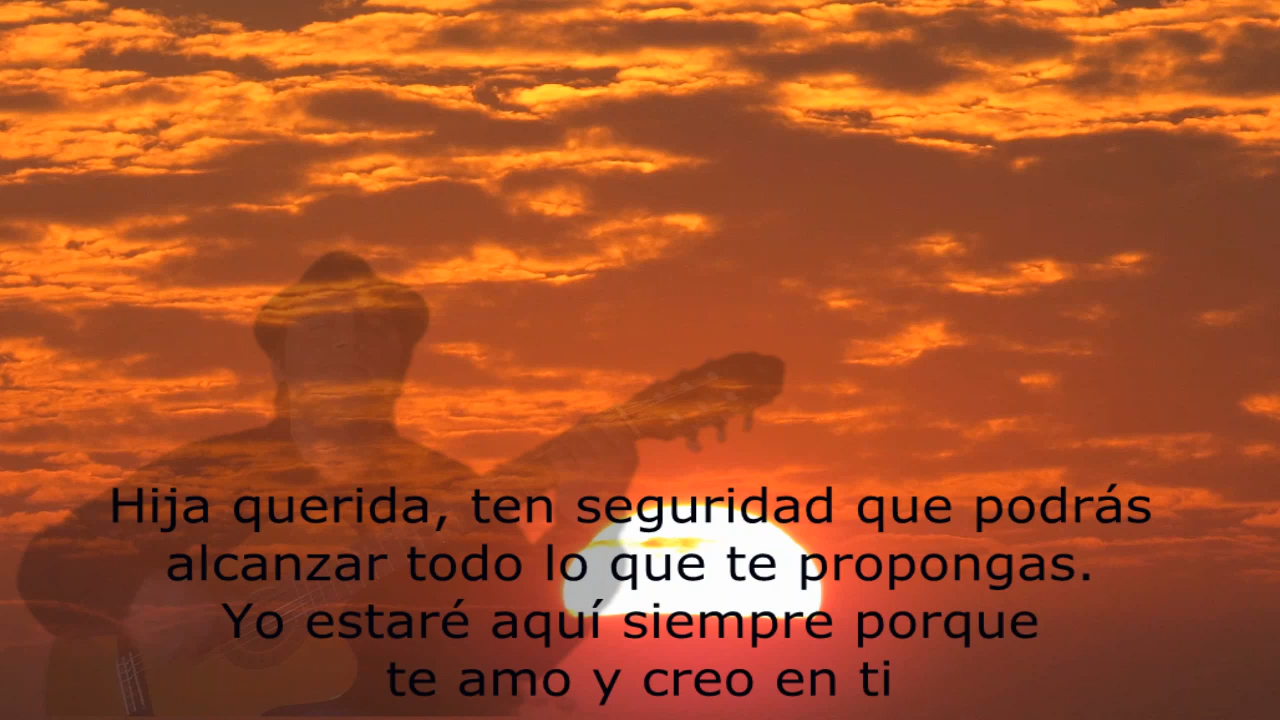 Hija querida, ten seguridad que podrás
alcanzar todo lo que te propongas.
Yo estaré aquí siempre porque
te amo y creo en ti